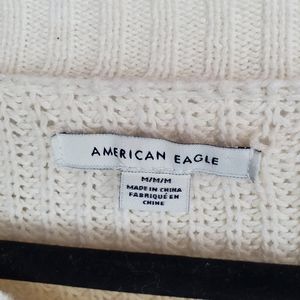 AMERICAN EAGLE
M/M/M
MADE IN CHINA
FABRIQUÉ EN
CHINE